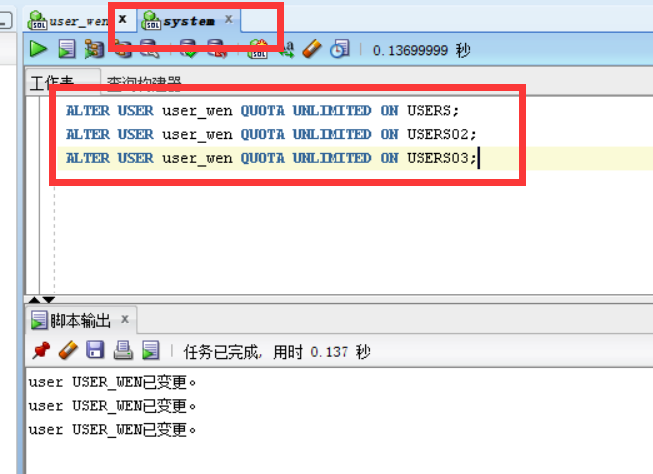 user_wen x system x
0.13699999 秒
工作表 查询构建器
ALTER USER user_wen QUOTA UNLIMITED ON USERS;
ALTER USER user_wen QUOTA UNLIMITED ON USERS02;
ALTER USER user_wen QUOTA UNLIMITED ON USERS03;
脚本输出 x
任务已完成, 用时 0.137 秒
user USER_WEN已变更。
user USER_WEN已变更。
user USER_WEN已变更。